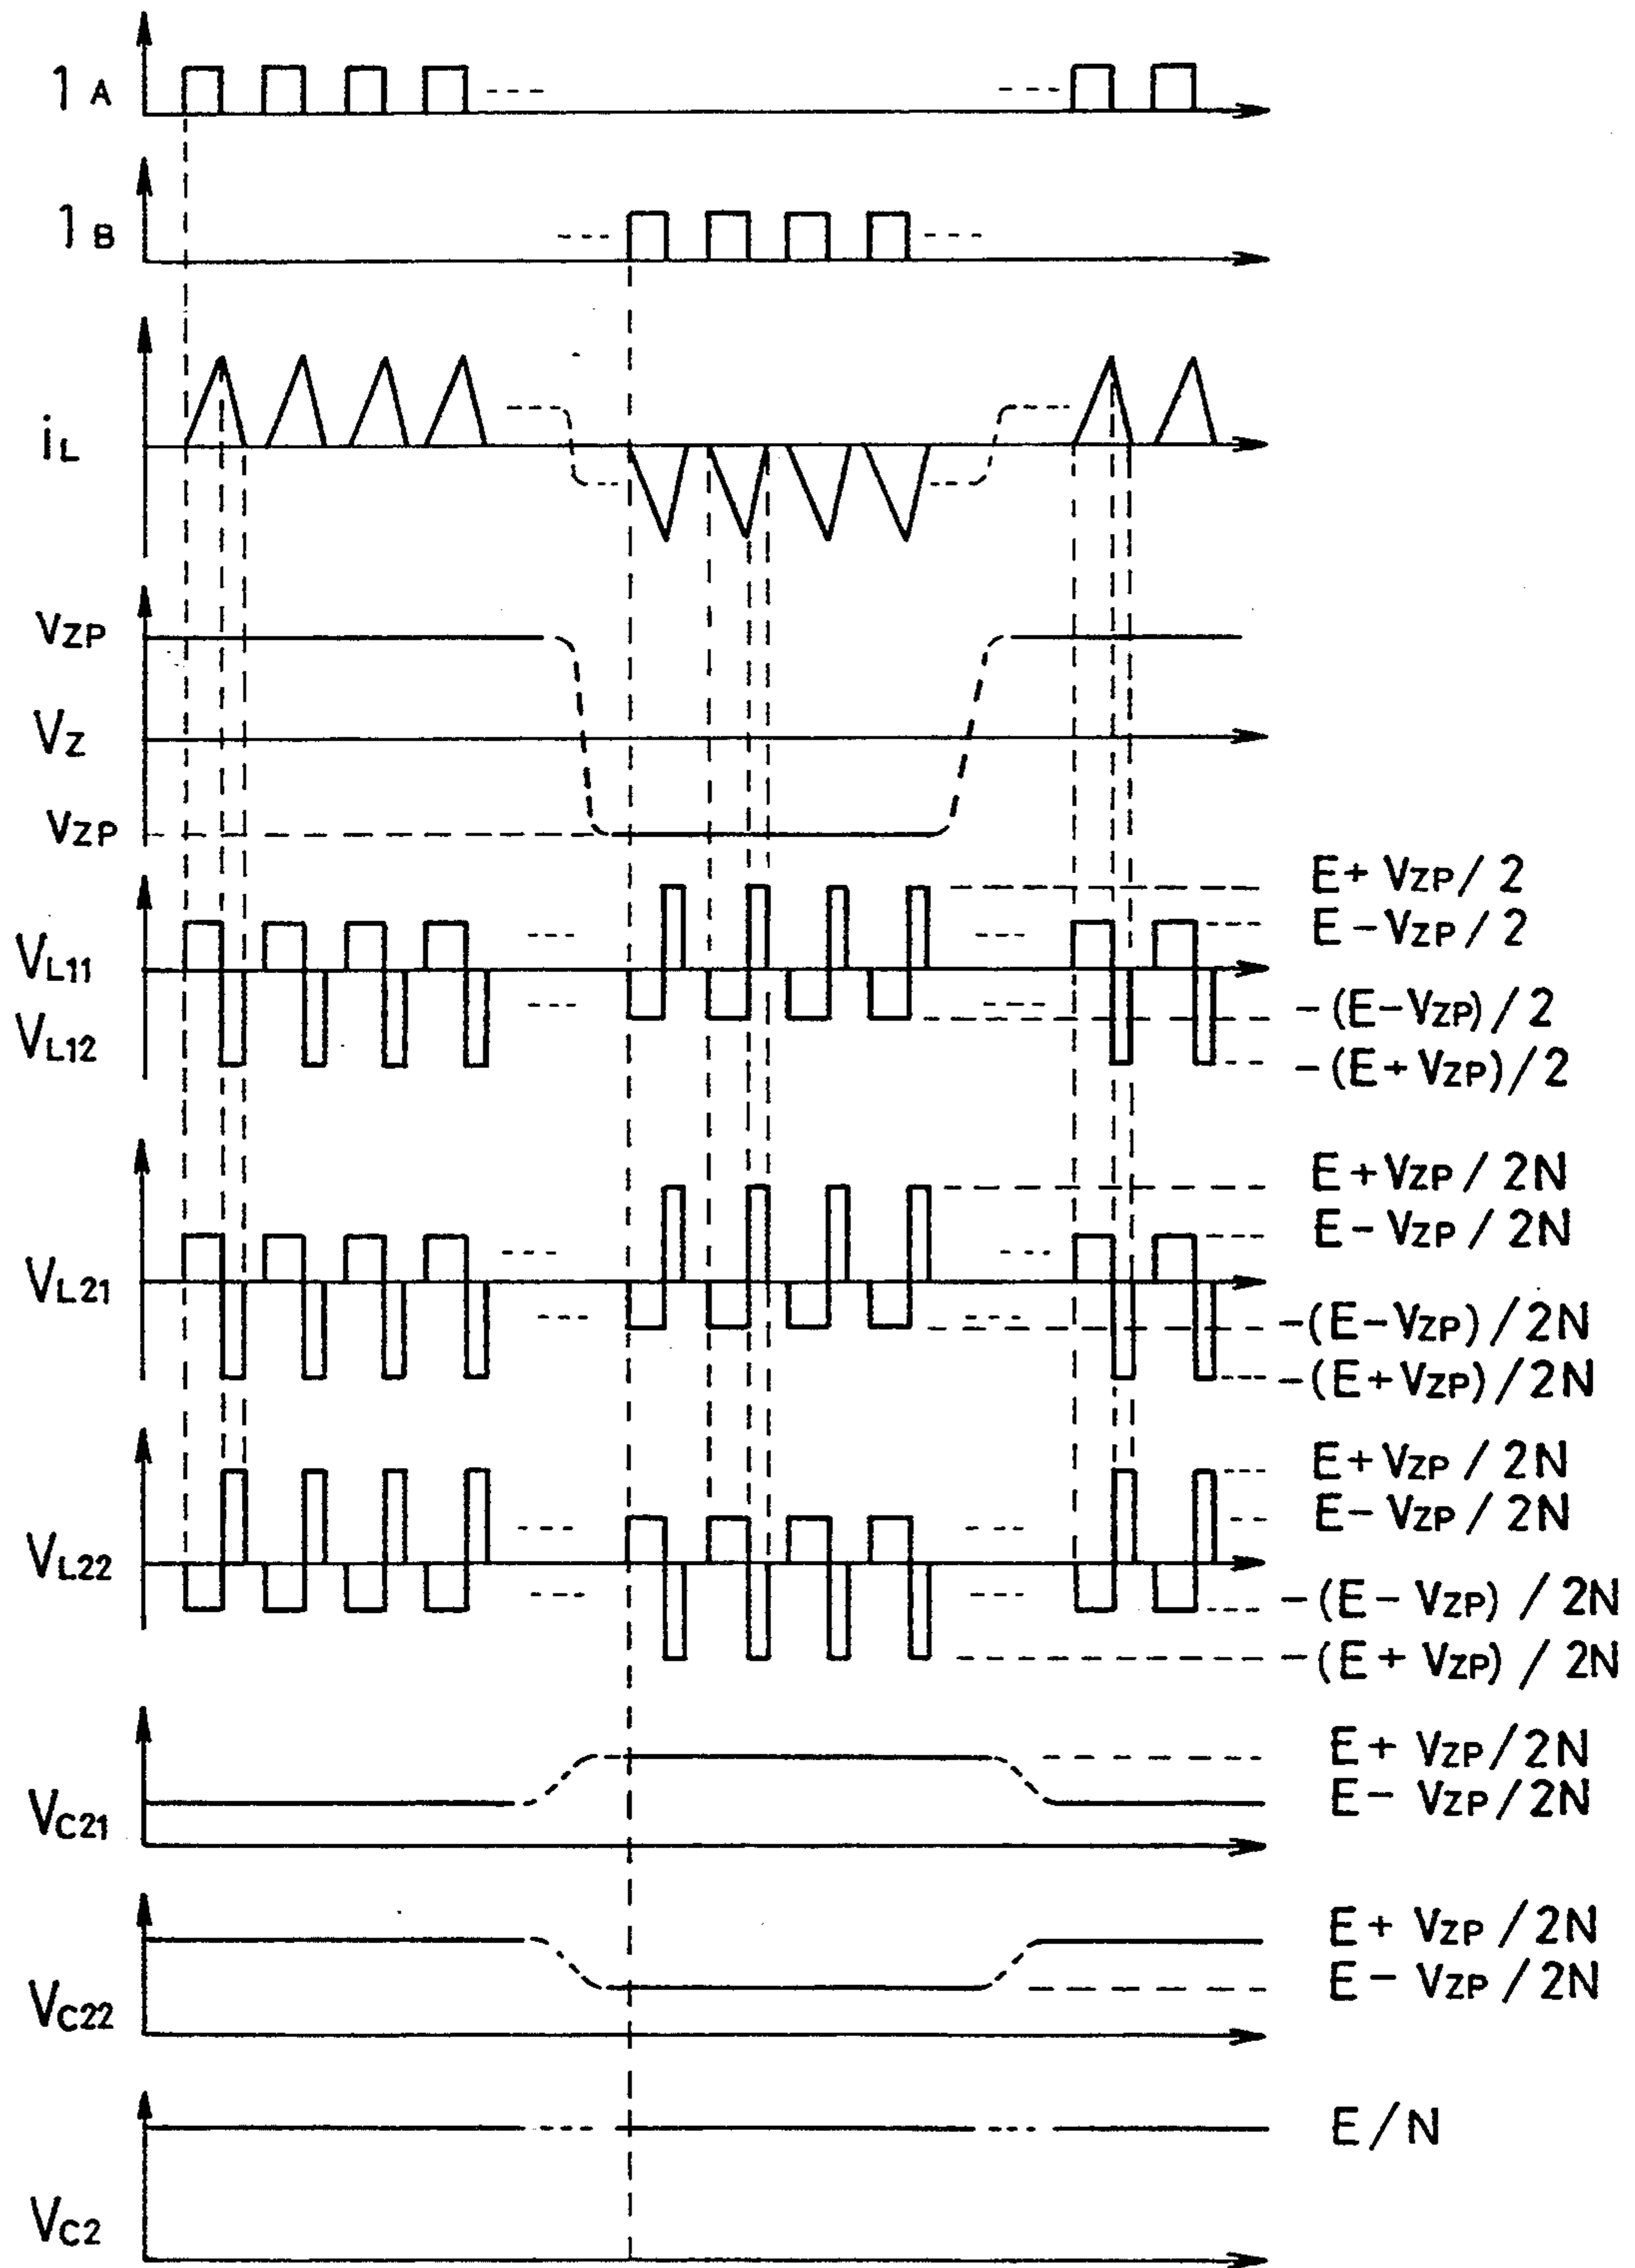 1A
1B
iL
VZP
VZ
VZP
E+VZP/2
E-VZP/2
VL11
-(E-VZP)/2
VL12
-(E+VZP)/2
E+VZP/2N
E-VZP/2N
VL21
-(E-VZP)/2N
-(E+VZP)/2N
E+VZP/2N
E-VZP/2N
VL22
-(E-VZP)/2N
-(E+VZP)/2N
E+VZP/2N
E-VZP/2N
VC21
E+VZP/2N
E-VZP/2N
VC22
E/N
VC2